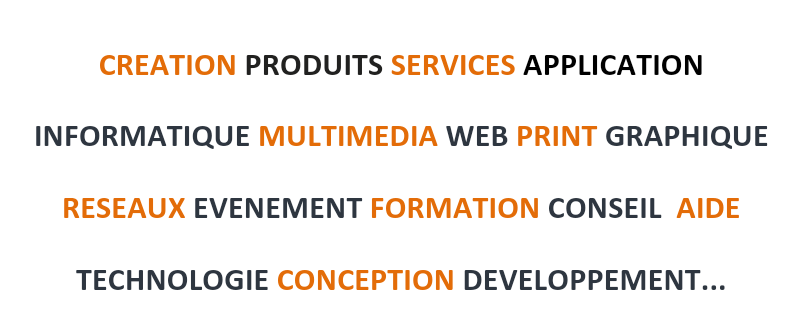 CREATION PRODUITS SERVICES APPLICATION
INFORMATIQUE MULTIMEDIA WEB PRINT GRAPHIQUE
RESEAUX EVENEMENT FORMATION CONSEIL AIDE
TECHNOLOGIE CONCEPTION DEVELOPPEMENT...